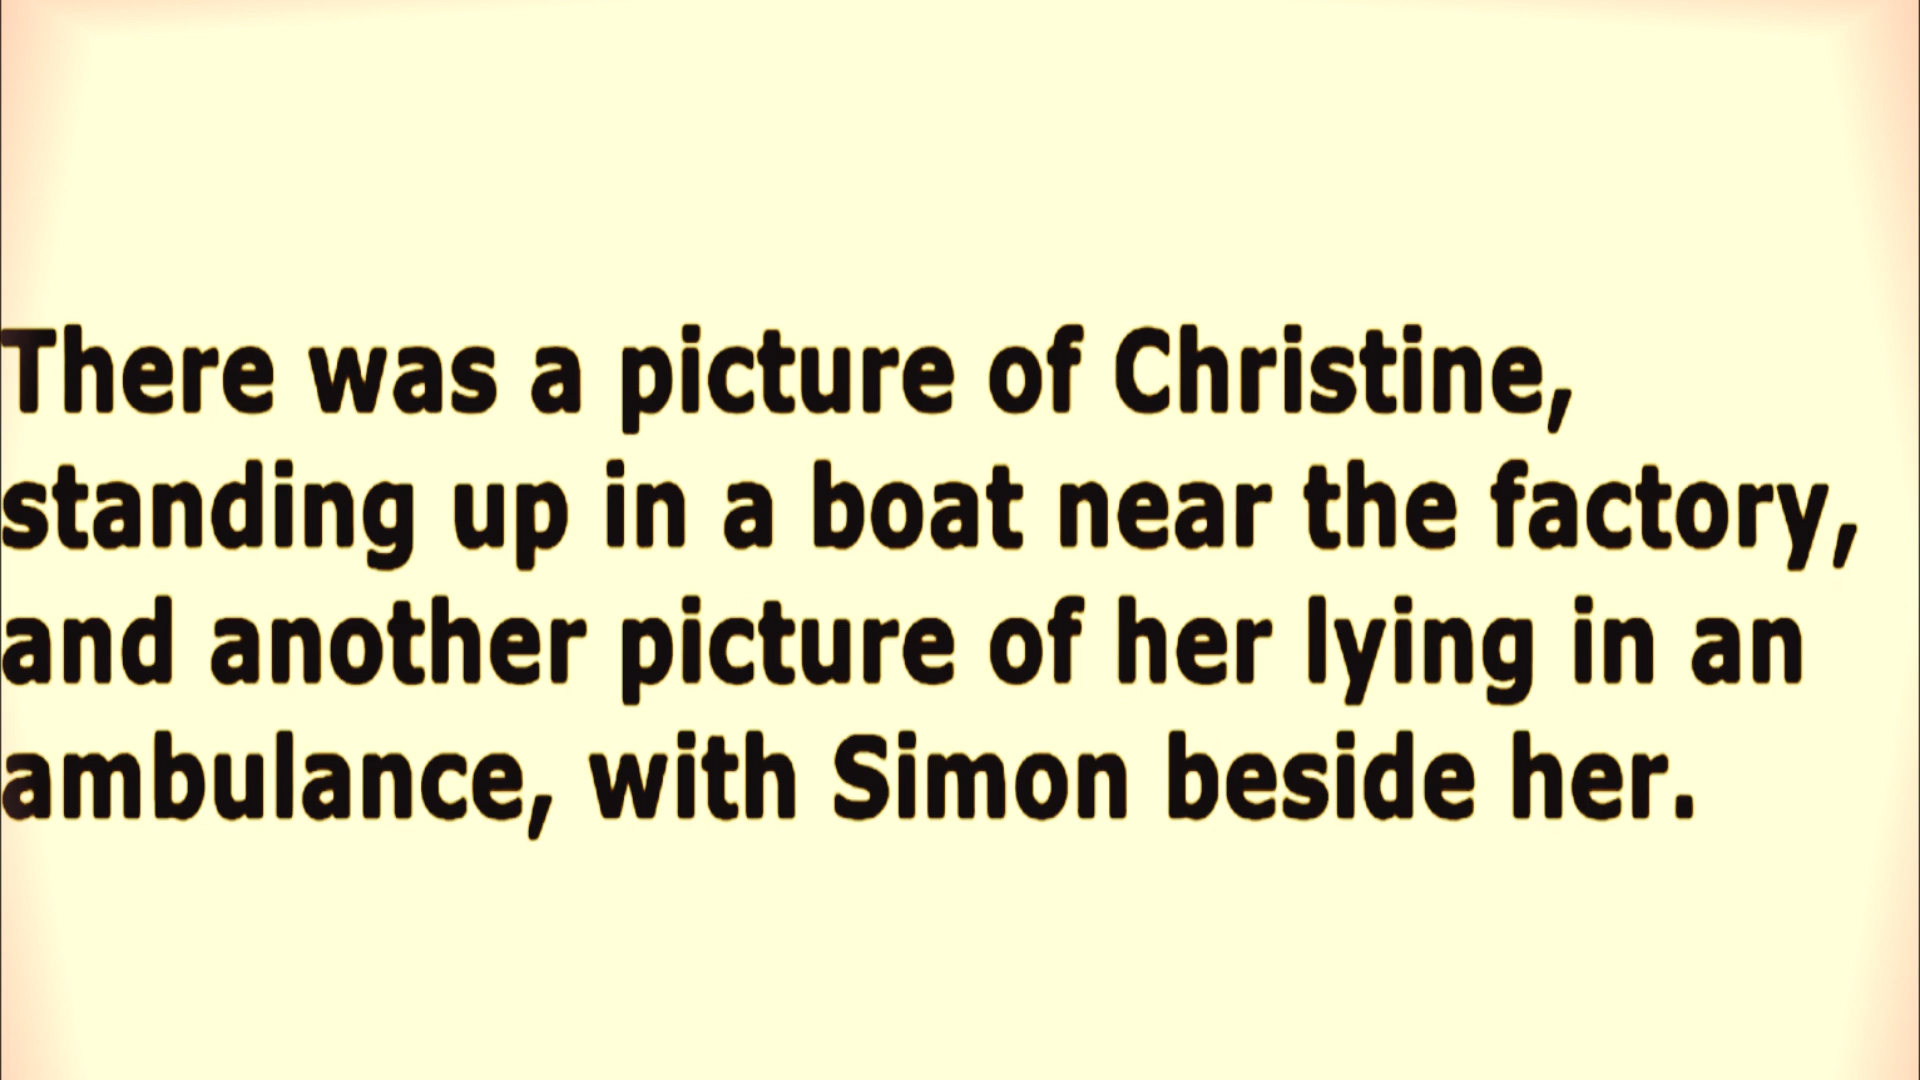 There was a picture of Christine,
standing up in a boat near the factory,
and another picture of her lying in an
ambulance, with Simon beside her.